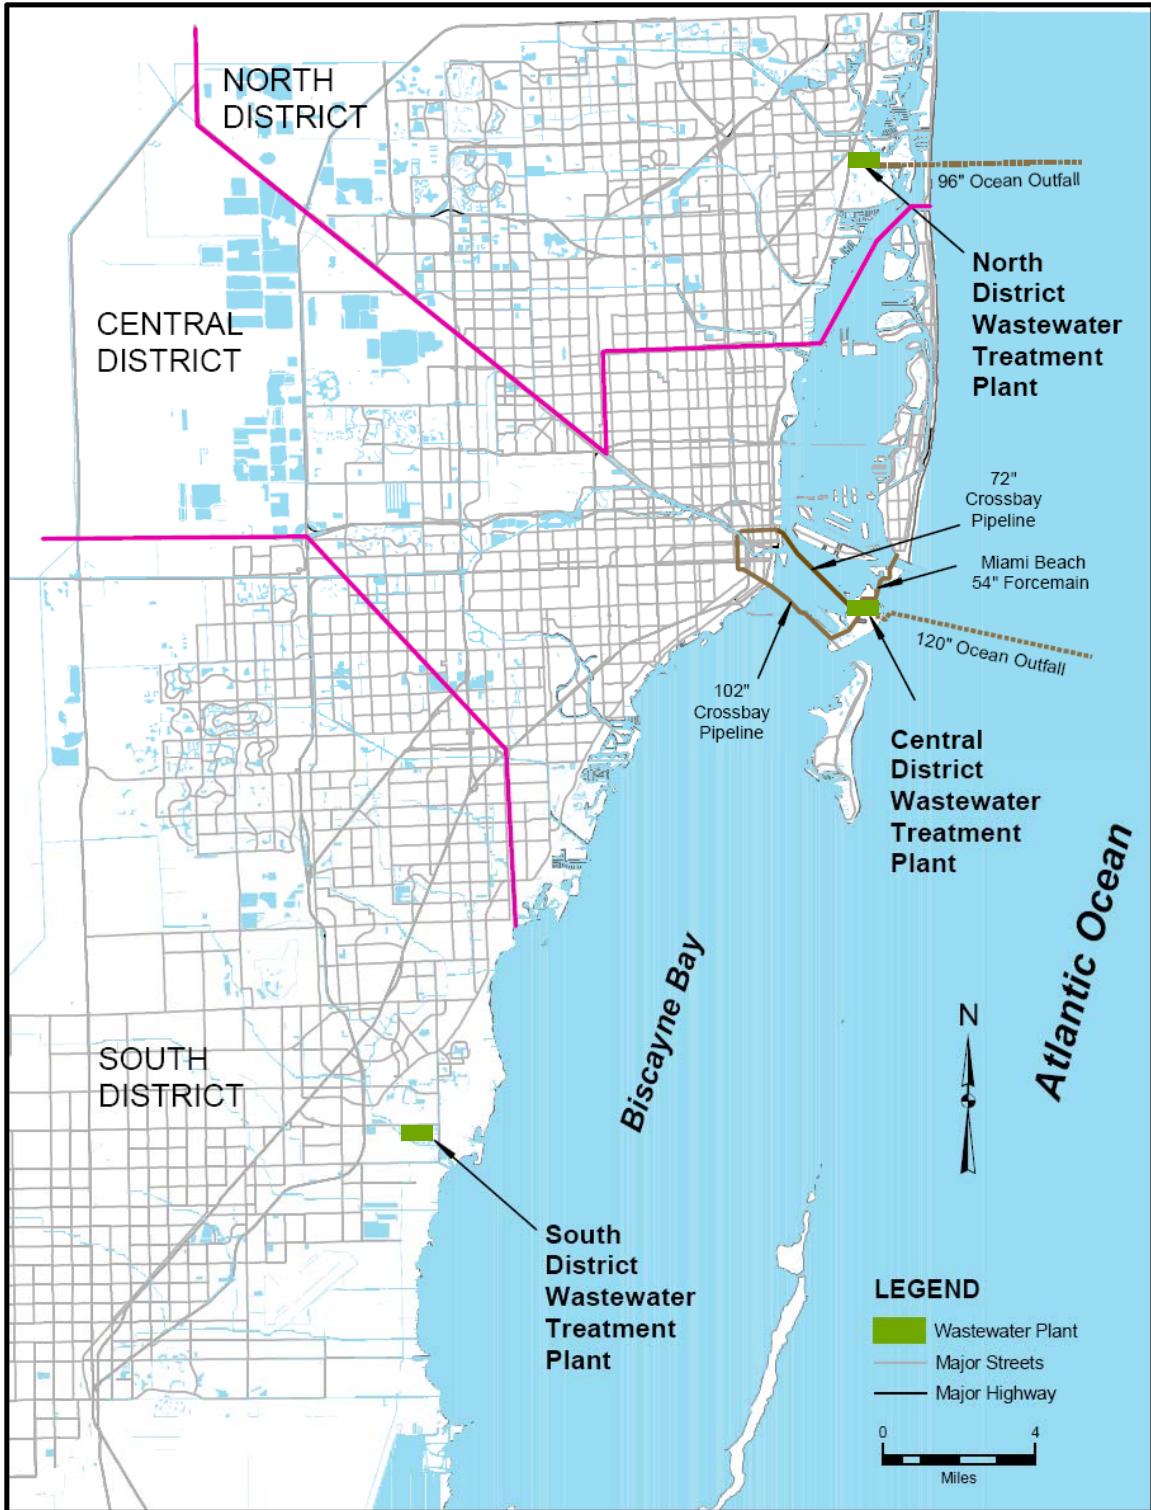 NORTH
DISTRICT
96" Ocean Outfall
North
District
Wastewater
Treatment
Plant
CENTRAL
DISTRICT
72"
Crossbay
Pipeline
Miami Beach
54" Forcemain
120" Ocean Outfall
102"
Crossbay
Pipeline
Central
District
Wastewater
Treatment
Plant
Atlantic Ocean
Biscayne Bay
N
SOUTH
DISTRICT
South
District
Wastewater
Treatment
Plant
LEGEND
Wastewater Plant
Major Streets
Major Highway
0 4
Miles